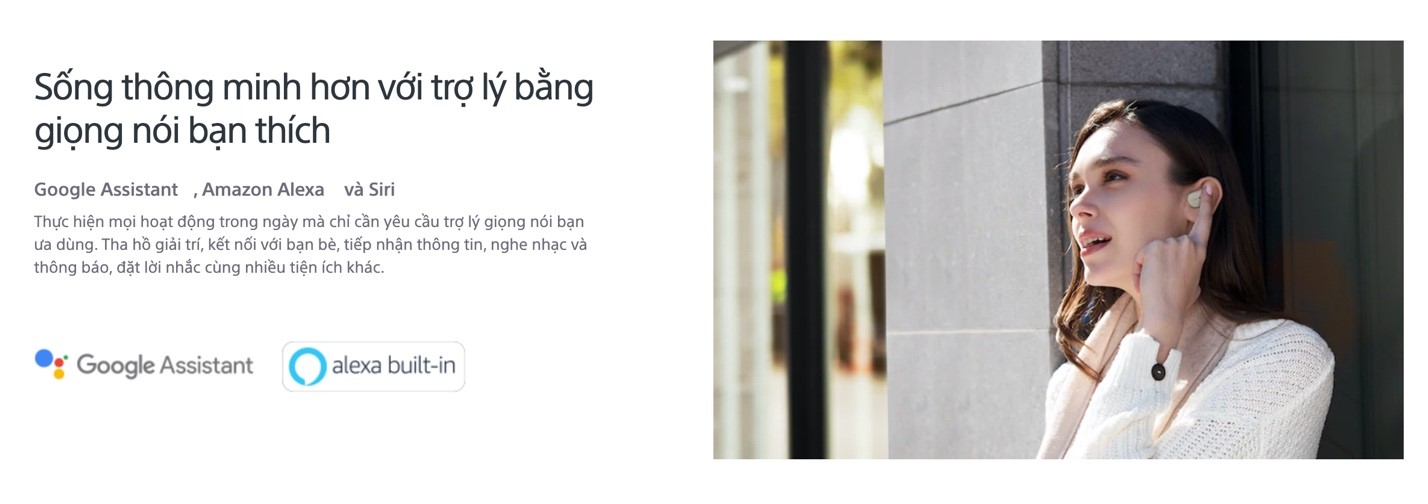 Sống thông minh hơn với trợ lý bằng
giọng nói bạn thích
Google Assistant , Amazon Alexa và Siri
Thực hiện mọi hoạt động trong ngày mà chỉ cần yêu cầu trợ lý giọng nói bạn
ưa dùng. Tha hồ giải trí, kết nối với bạn bè, tiếp nhận thông tin, nghe nhạc và
thông báo, đặt lời nhắc cùng nhiều tiện ích khác.
Google Assistant
alexa built-in